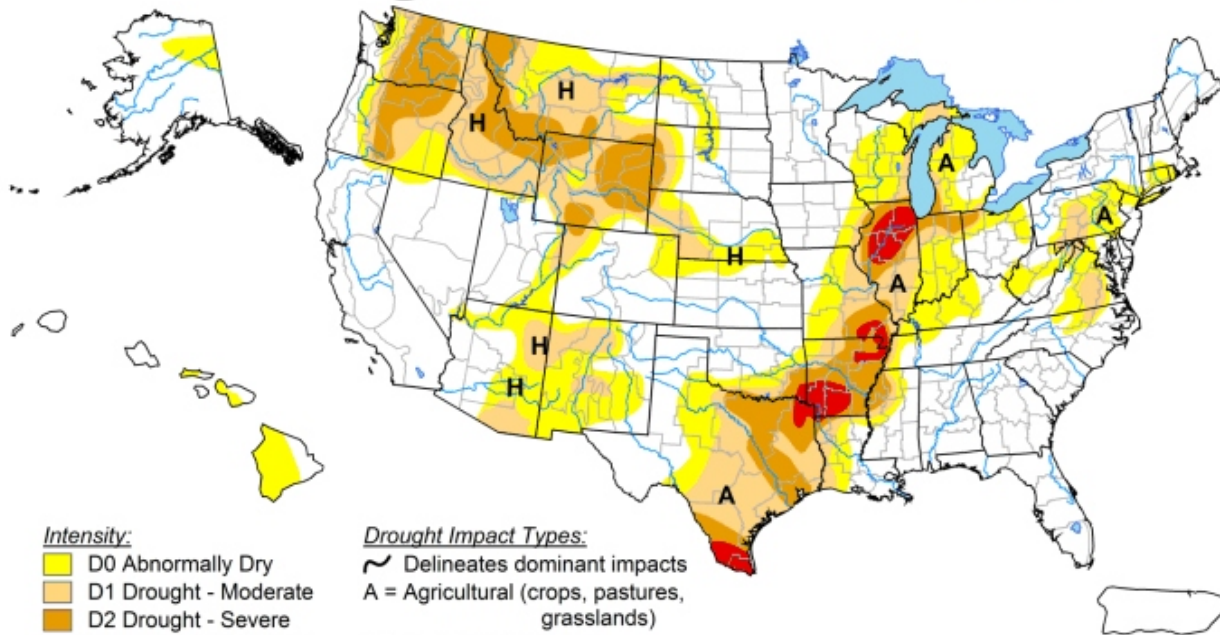 H
H
A
A
H
A
H
H
A
Intensity:
D0 Abnormally Dry
D1 Drought - Moderate
D2 Drought - Severe
Drought Impact Types:
Delineates dominant impacts
A = Agricultural (crops, pastures,
grasslands)